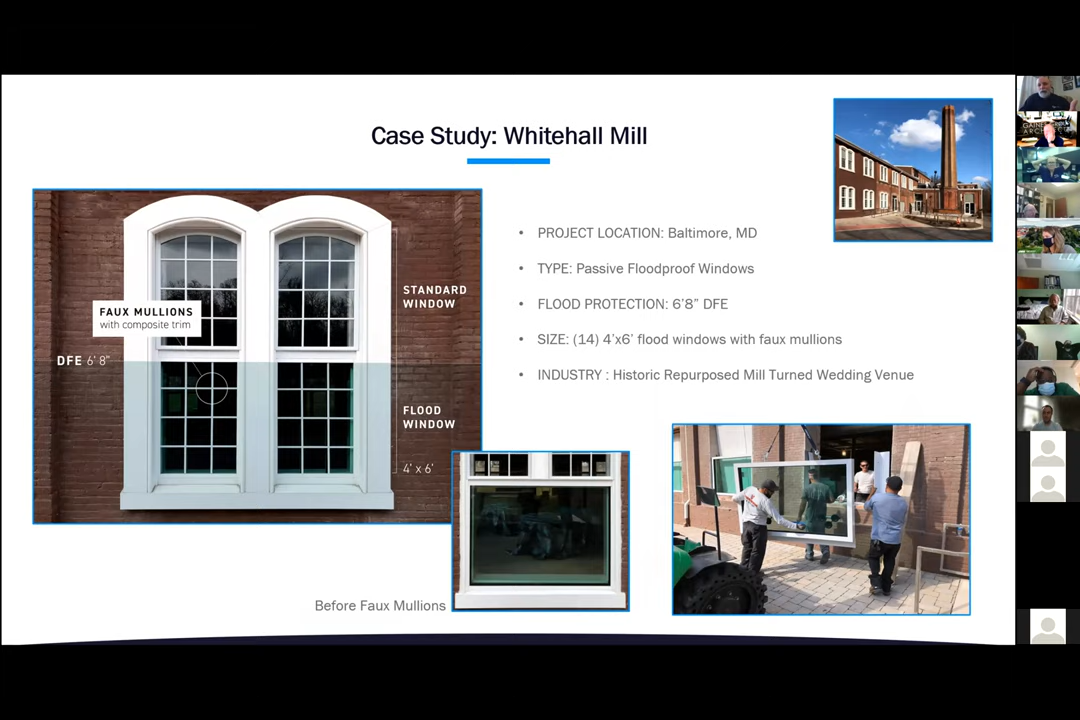 Case Study: Whitehall Mill
STANDARD
WINDOW
FAUX MULLIONS
with composite trim
DFE 6' 8"
FLOOD
WINDOW
4' x 6'
Before Faux Mullions
• PROJECT LOCATION: Baltimore, MD
• TYPE: Passive Floodproof Windows
• FLOOD PROTECTION: 6’8” DFE
• SIZE: (14) 4’x6’ flood windows with faux mullions
• INDUSTRY : Historic Repurposed Mill Turned Wedding Venue